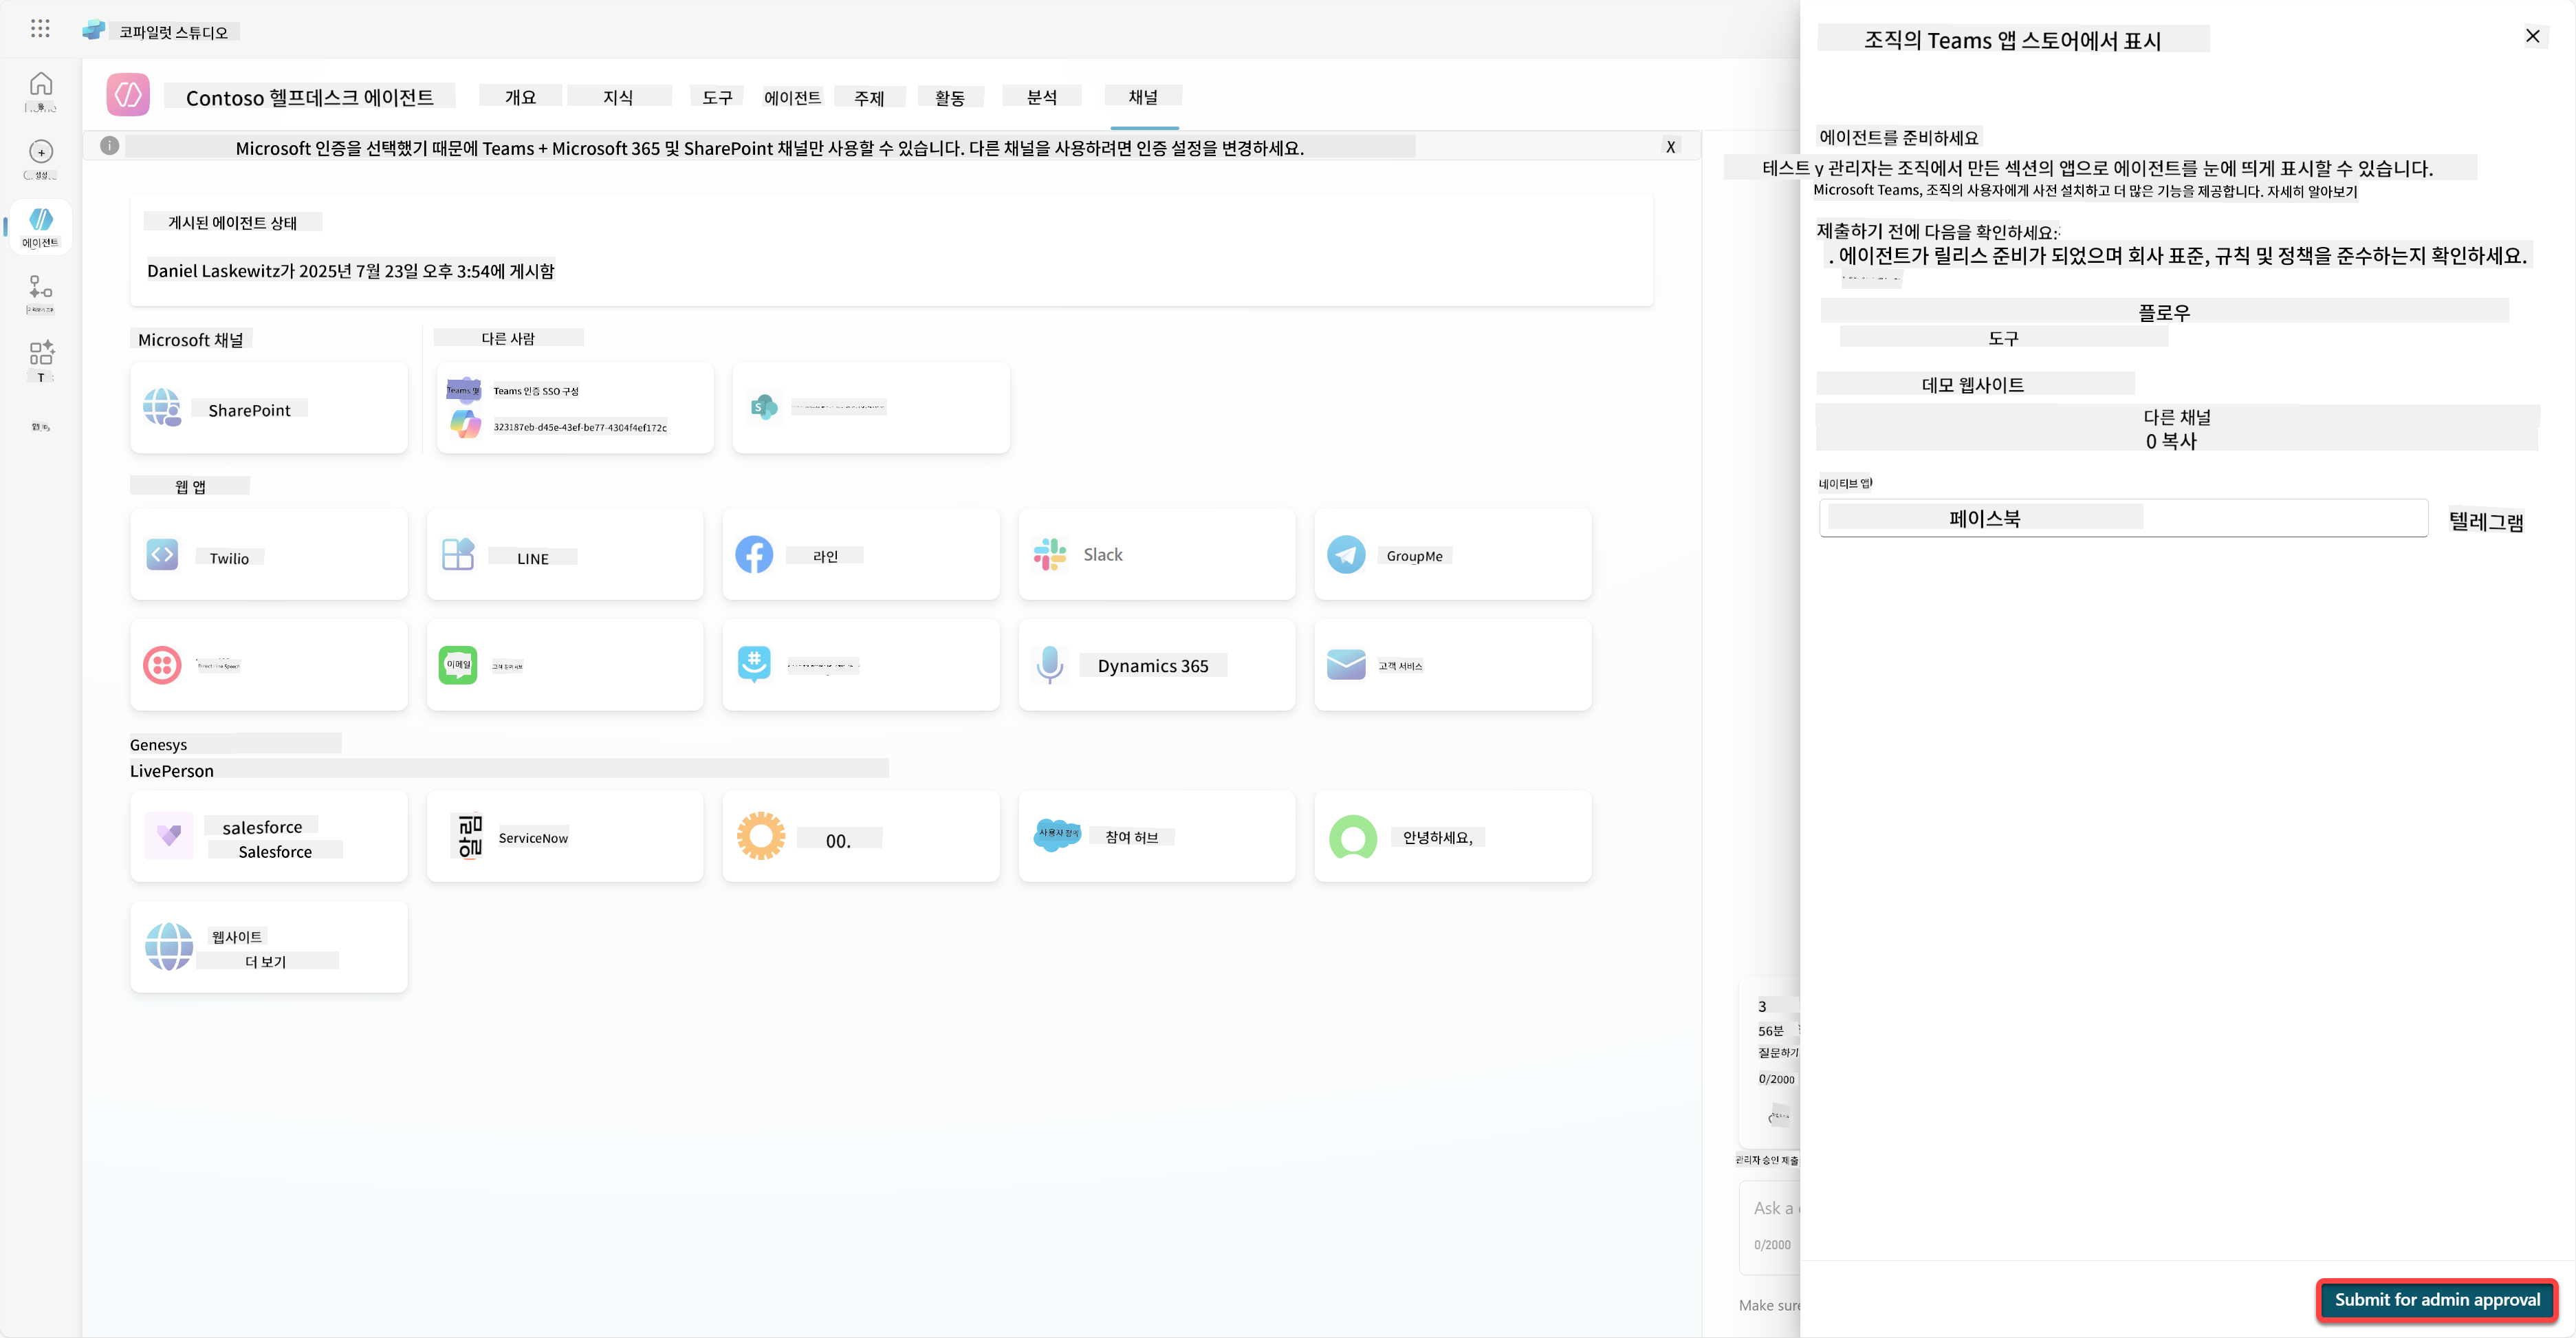 코파일럿 스튜디오
Contoso 헬프데스크 에이전트
개요
지식
도구
에이전트
주제
활동
분석
채널
생성
에이전트
T
Microsoft 인증을 선택했기 때문에 Teams + Microsoft 365 및 SharePoint 채널만 사용할 수 있습니다. 다른 채널을 사용하려면 인증 설정을 변경하세요.
X
게시된 에이전트 상태
Daniel Laskewitz가 2025년 7월 23일 오후 3:54에 게시함
Microsoft 채널
다른 사람
SharePoint
Teams 및
Teams 인증 SSO 구성
323187eb-d45e-43ef-be77-4304f4ef172c
웹 앱
Twilio
LINE
라인
Slack
GroupMe
Direct Line Speech
이메일
Dynamics 365
고객 서비스
Genesys
LivePerson
salesforce
Salesforce
알림
ServiceNow
00.
사용자 참여
참여 허브
안녕하세요,
웹사이트
더 보기
3
56분
질문하기
0/2000
관리자 승인 제출
Ask a
0/2000
Make sure
조직의 Teams 앱 스토어에서 표시
에이전트를 준비하세요
테스트 y 관리자는 조직에서 만든 섹션의 앱으로 에이전트를 눈에 띄게 표시할 수 있습니다.
Microsoft Teams, 조직의 사용자에게 사전 설치하고 더 많은 기능을 제공합니다. 자세히 알아보기
제출하기 전에 다음을 확인하세요:
. 에이전트가 릴리스 준비가 되었으며 회사 표준, 규칙 및 정책을 준수하는지 확인하세요.
플로우
도구
데모 웹사이트
다른 채널
0 복사
네이티브 앱
페이스북
텔레그램
Submit for admin approval